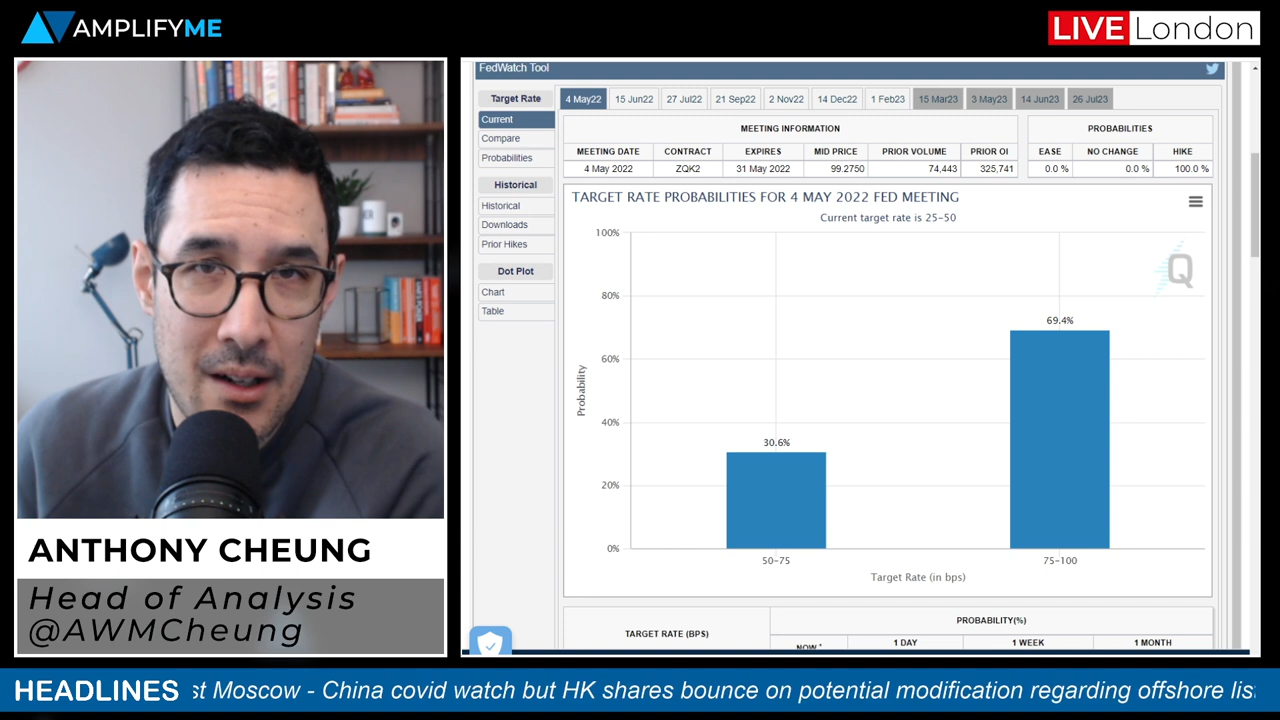 AMPLIFYME
LIVE London
FedWatch Tool
Target Rate
Current
Compare
Probabilities
Historical
Historical
Downloads
Prior Hikes
Dot Plot
Chart
Table
4 May22 15 Jun22 27 Jul22 21 Sep22 2 Nov22 14 Dec22 1 Feb23 15 Mar23 3 May23 14 Jun23 26 Jul23
MEETING INFORMATION
MEETING DATE CONTRACT EXPIRES MID PRICE PRIOR VOLUME PRIOR OI
4 May 2022 ZQK2 31 May 2022 99.2750 74,443 325,741
PROBABILITIES
EASE NO CHANGE HIKE
0.0 % 0.0 % 100.0 %
TARGET RATE PROBABILITIES FOR 4 MAY 2022 FED MEETING
Current target rate is 25-50
Q
100%
80%
60%
40%
20%
0%
Probability
30.6%
69.4%
50-75 75-100
Target Rate (in bps)
TARGET RATE (BPS) PROBABILITY(%)
NOW * 1 DAY 1 WEEK 1 MONTH
ANTHONY CHEUNG
Head of Analysis
@AWMCheung
HEADLINES st Moscow - China covid watch but HK shares bounce on potential modification regarding offshore lis